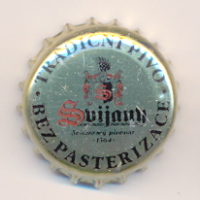 TRADIČNÍ PIVO
Svijany
Svijanský pivovar
1564
BEZ PASTERIZACE